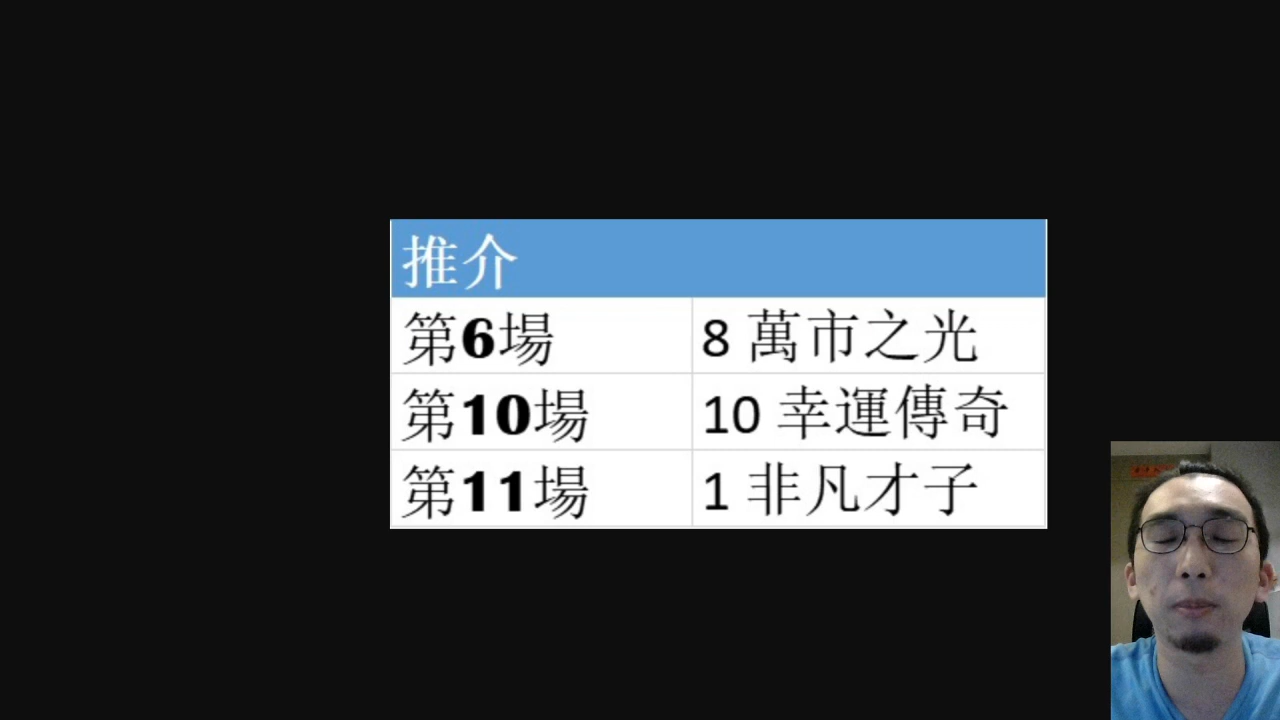 推介
第6場 8 萬市之光
第10場 10 幸運傳奇
第11場 1 非凡才子